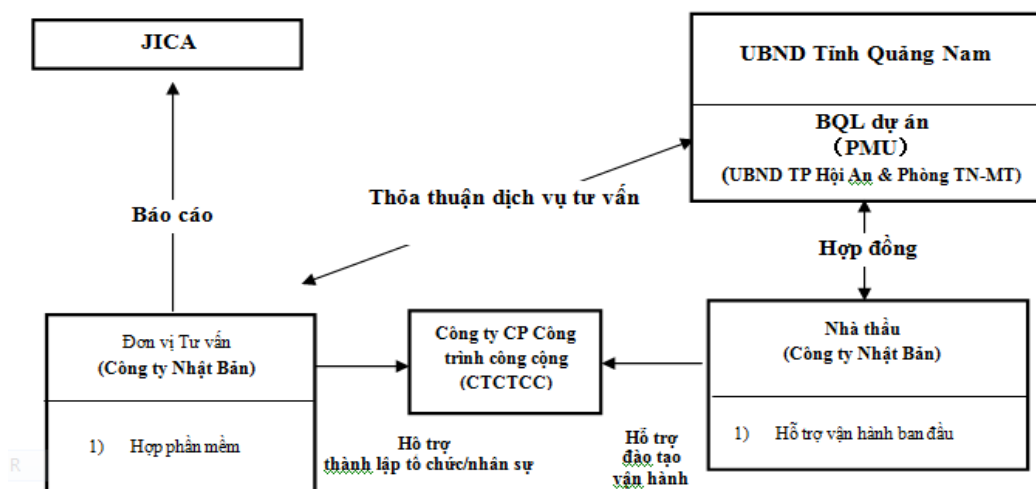 JICA
UBND Tỉnh Quảng Nam
BQL dự án
(PMU)
(UBND TP Hội An & Phòng TN-MT)
Thỏa thuận dịch vụ tư vấn
Báo cáo
Hợp đồng
Đơn vị Tư vấn
(Công ty Nhật Bản)
1) Hợp phần mềm
Công ty CP Công
trình công cộng
(CTCTCC)
Nhà thầu
(Công ty Nhật Bản)
1) Hỗ trợ vận hành ban đầu
Hỗ trợ
thành lập tổ chức/nhân sự
Hỗ trợ
đào tạo
vận hành
R